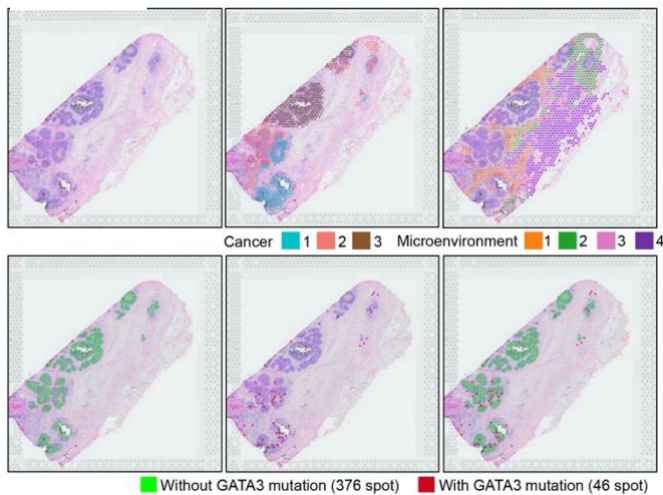 Cancer 1 2 3 Microenvironment 1 2 3 4
Without GATA3 mutation (376 spot) With GATA3 mutation (46 spot)